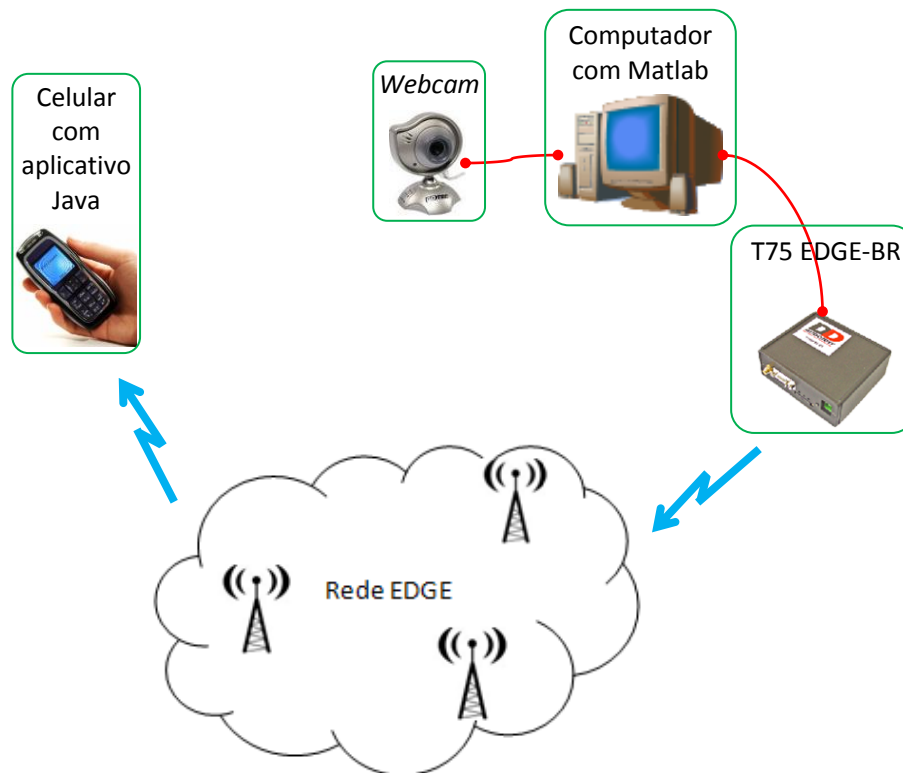 Celular
com
aplicativo
Java
Webcam
Computador
com Matlab
T75 EDGE-BR
Rede EDGE